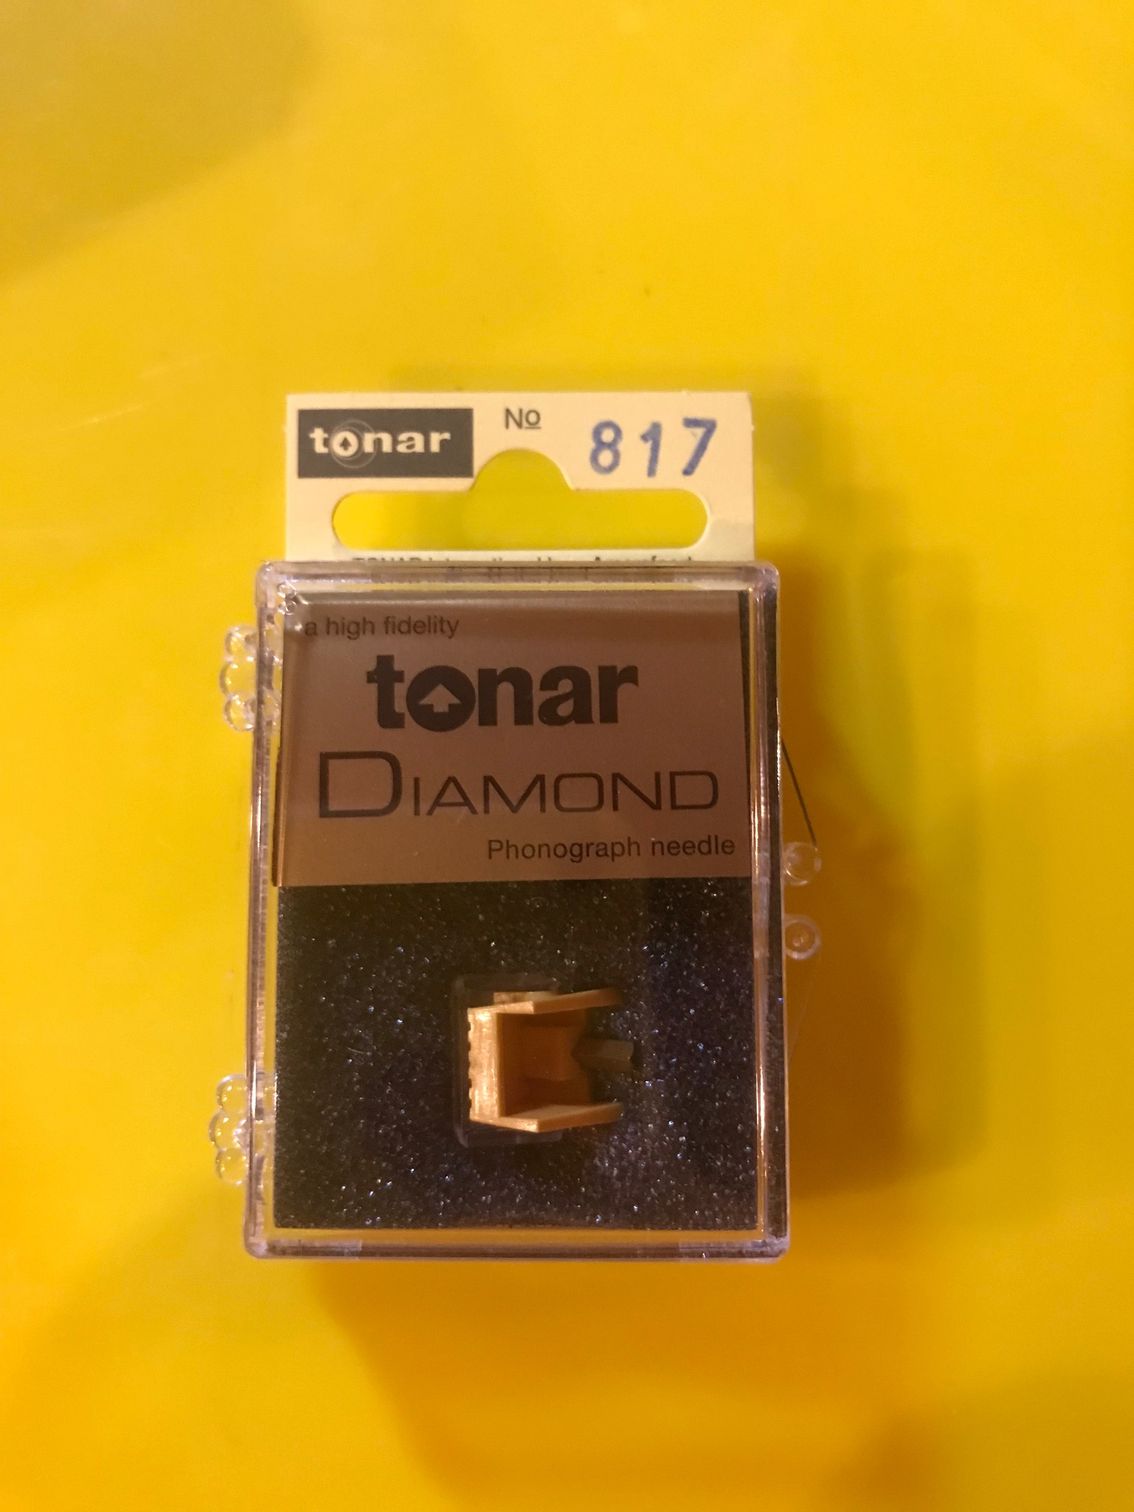 tonar
No
817
a high fidelity
tonar
DIAMOND
Phonograph needle